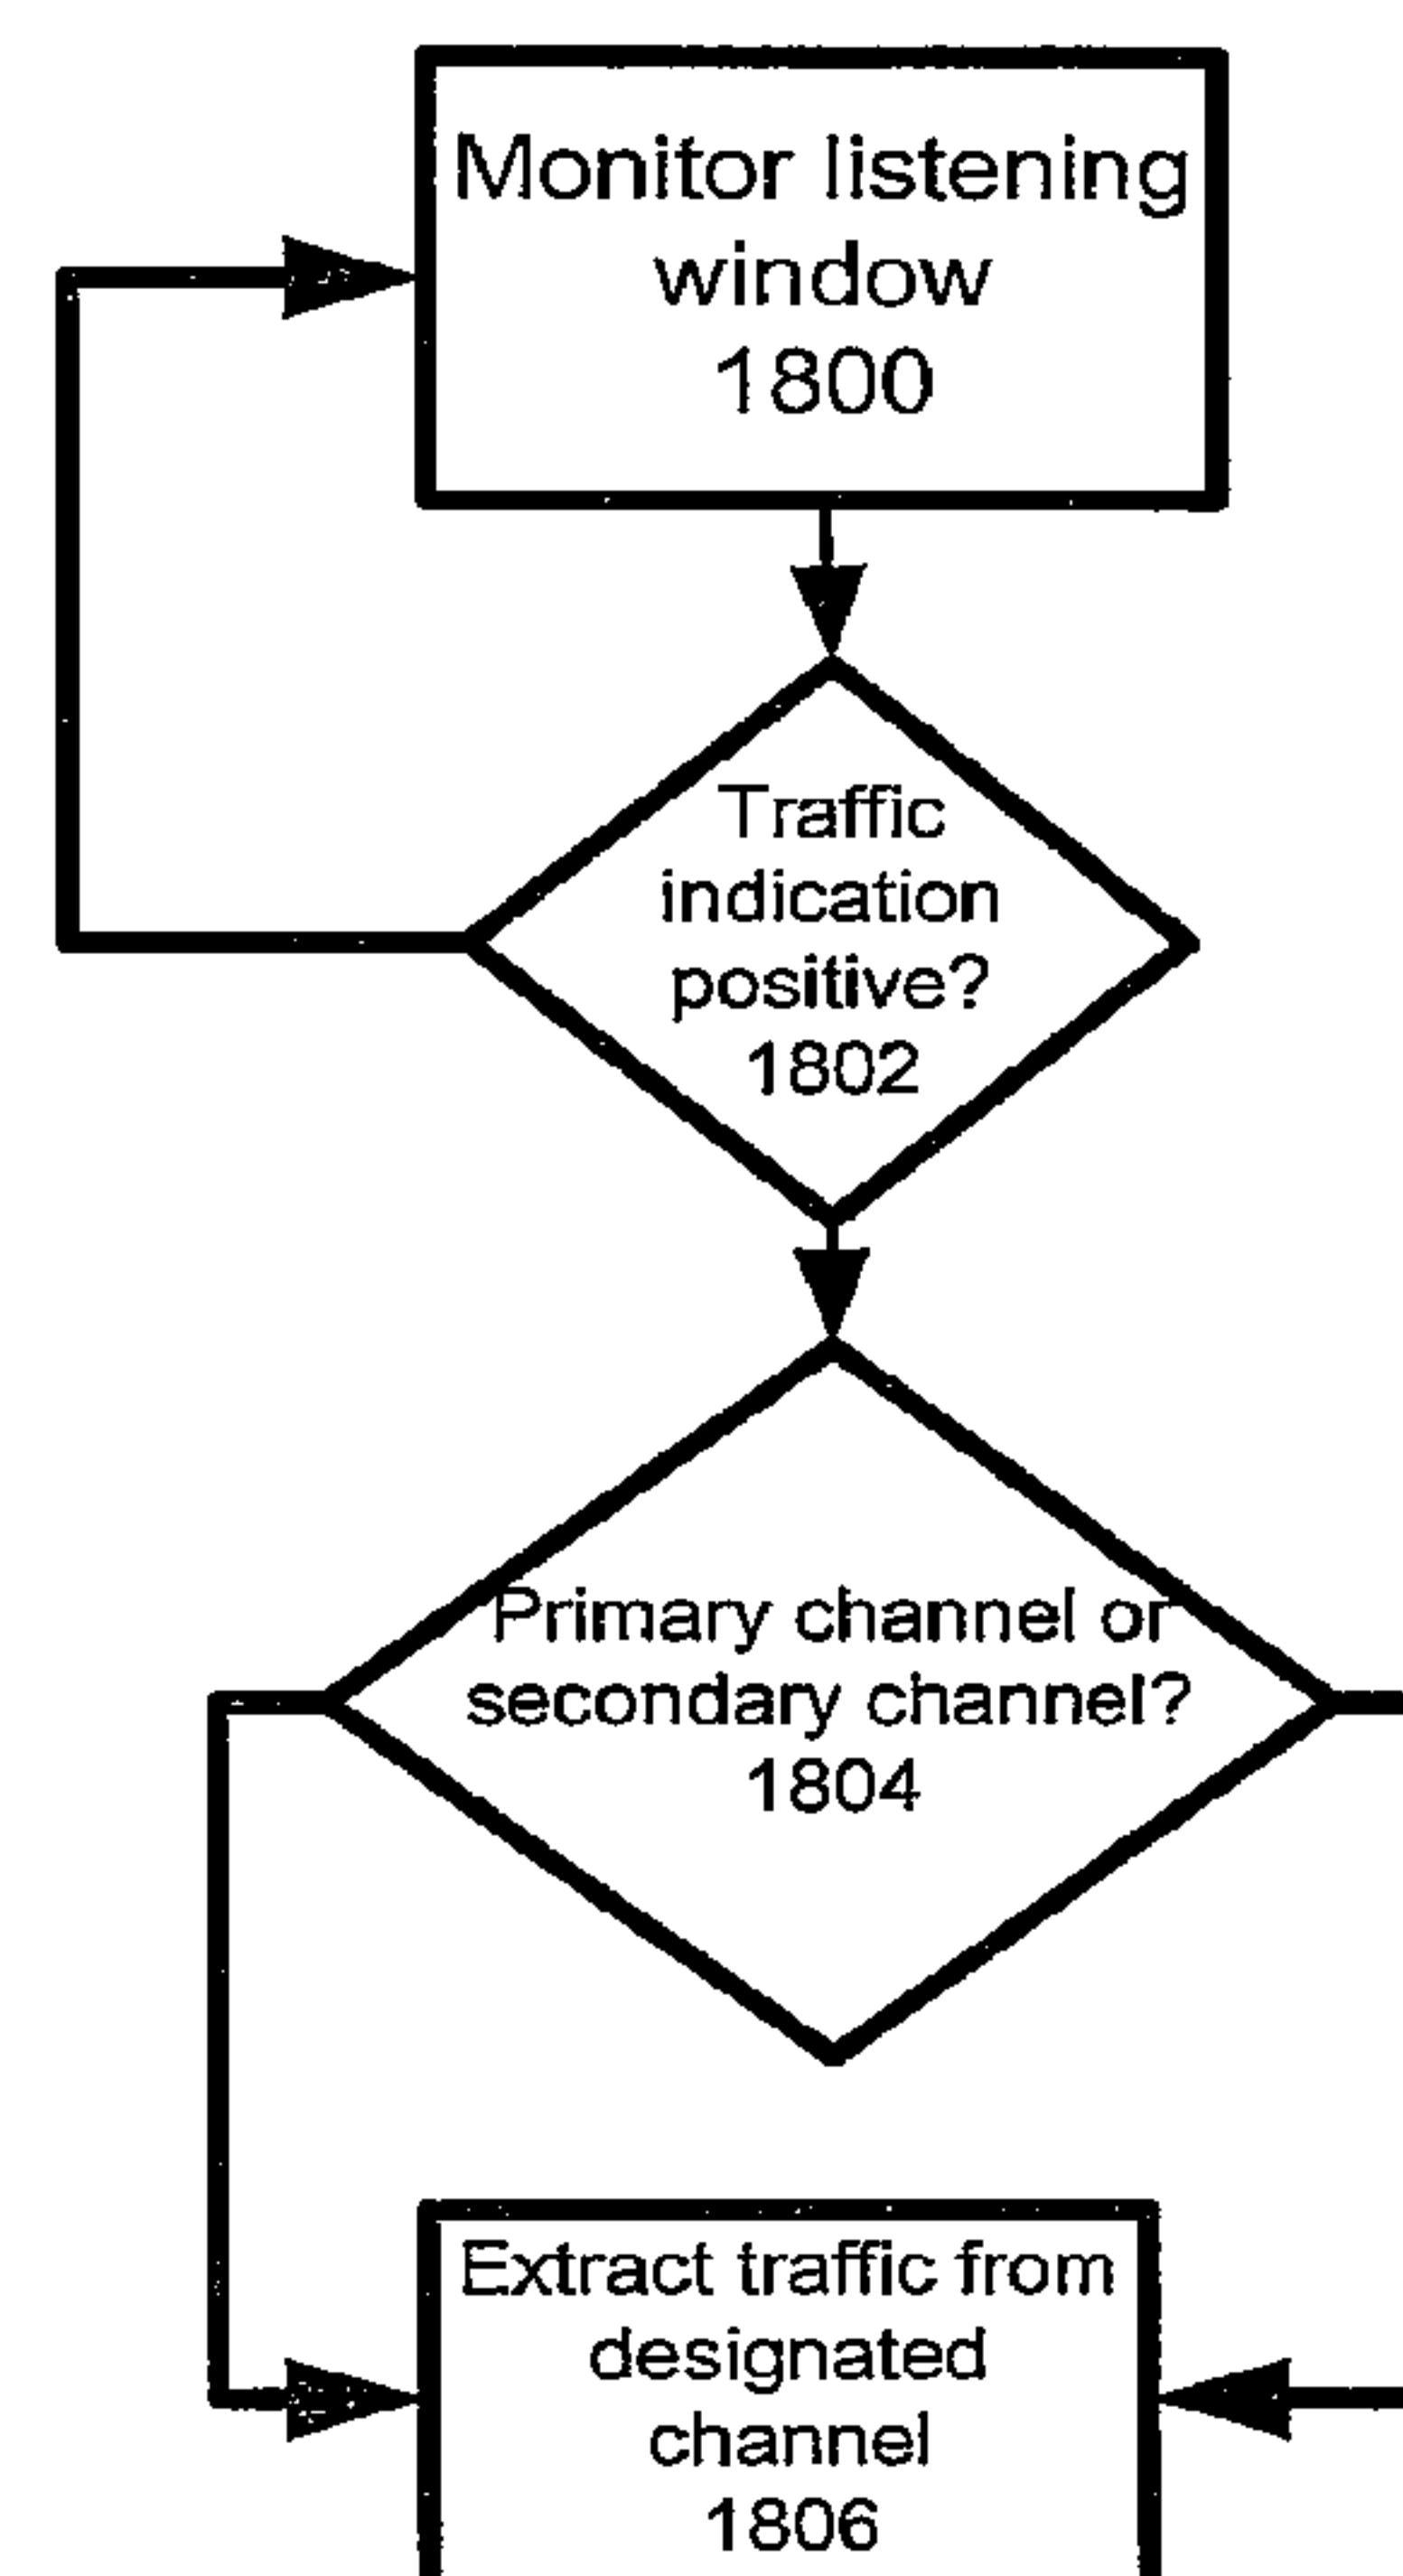 Monitor listening
window
1800
Traffic
indication
positive?
1802
Primary channel or
secondary channel?
1804
Extract traffic from
designated
channel
1806